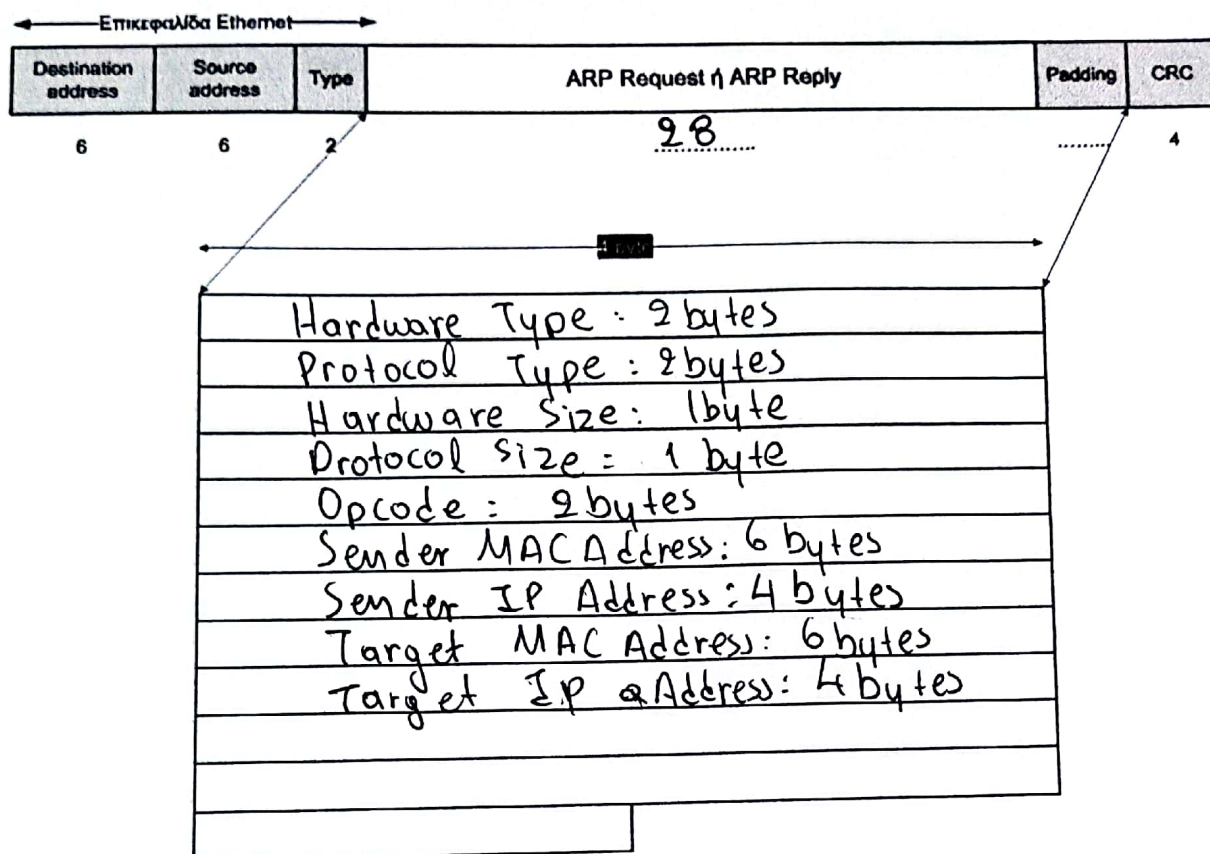 Επικεφαλίδα Ethernet
Destination address Source address Type ARP Request ή ARP Reply Padding CRC
6 6 2 28 ......... 4
4 byte
Hardware Type : 2 bytes
Protocol Type : 2 bytes
Hardware Size: 1 byte
Protocol size : 1 byte
Opcode : 2 bytes
Sender MAC Address: 6 bytes
Sender IP Address: 4 bytes
Target MAC Address: 6 bytes
Target IP Address: 4 bytes